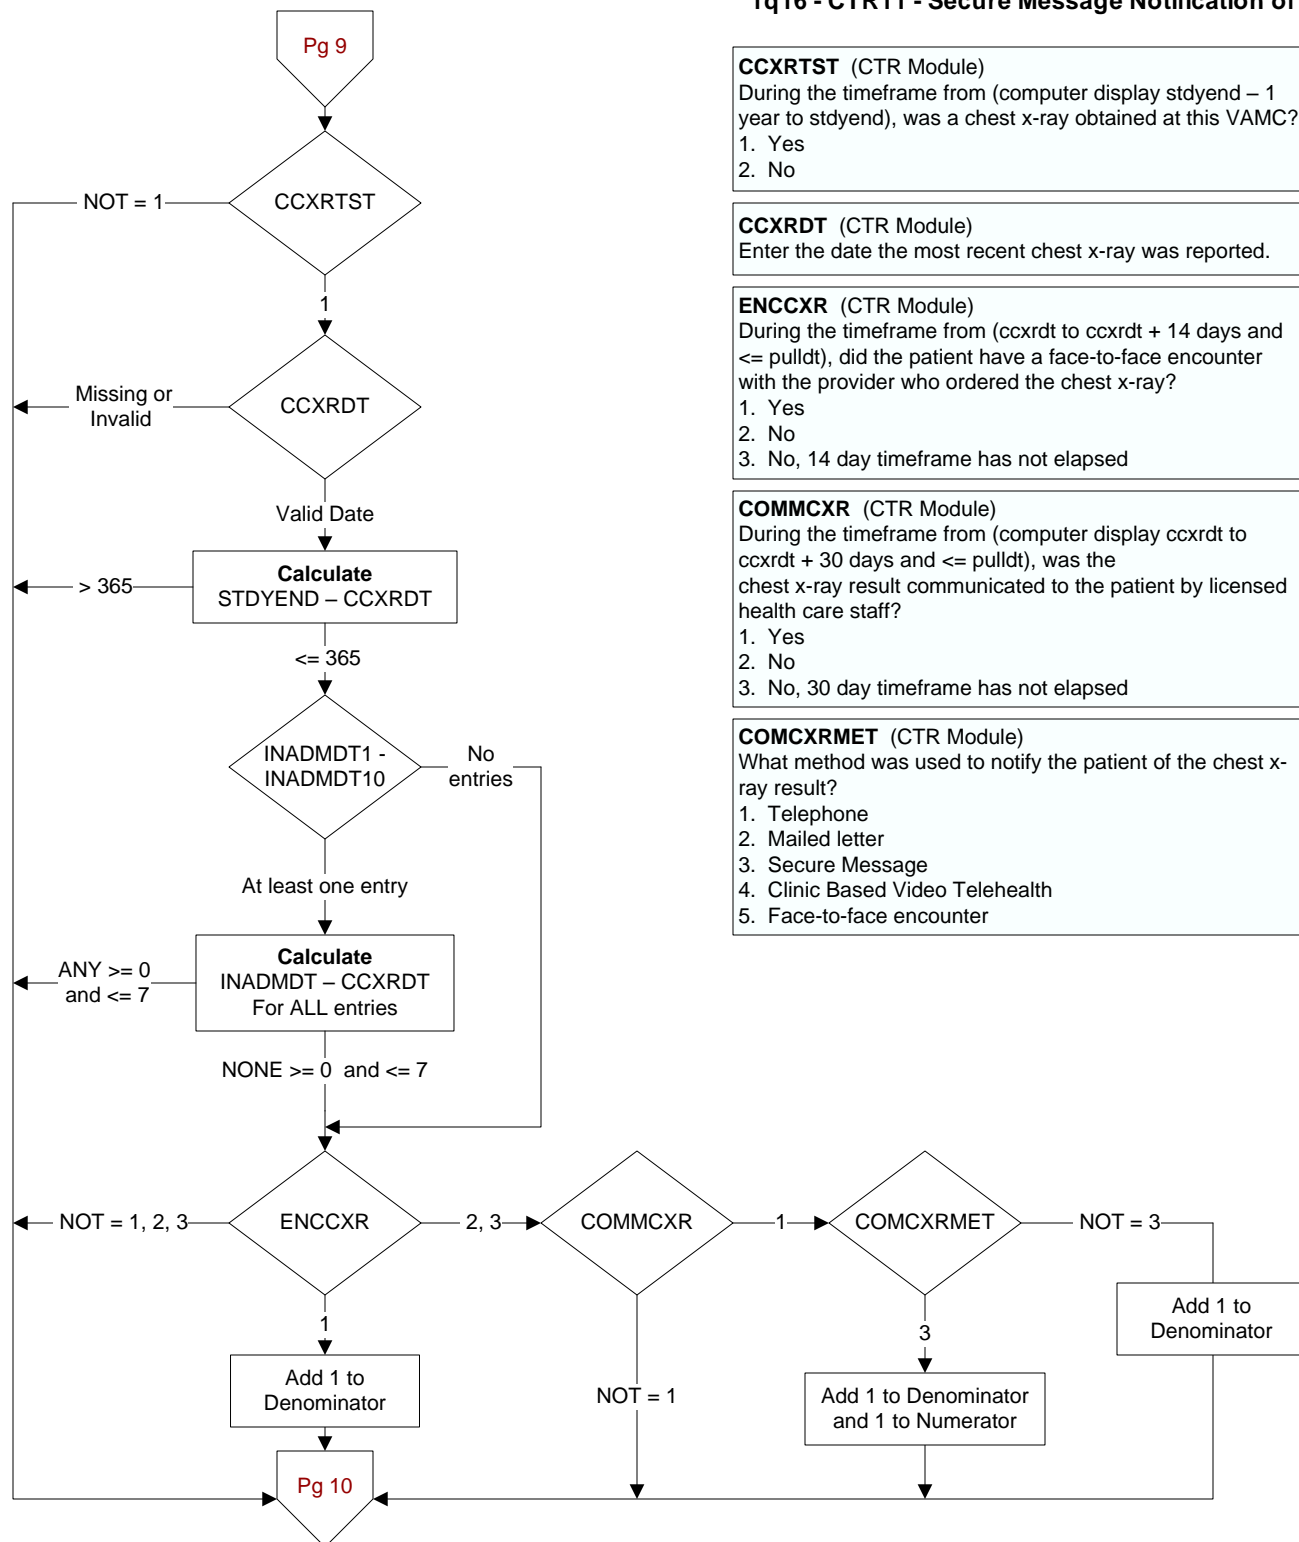 1q16 - CTR11 - Secure Message Notification of
Pg 9
CCXRTST (CTR Module)
During the timeframe from (computer display stdyend – 1
year to stdyend), was a chest x-ray obtained at this VAMC?
1. Yes
2. No
CCXRTST
NOT = 1
1
CCXRDT (CTR Module)
Enter the date the most recent chest x-ray was reported.
ENCCXR (CTR Module)
During the timeframe from (ccxrdt to ccxrdt + 14 days and
<= pulldt), did the patient have a face-to-face encounter
with the provider who ordered the chest x-ray?
1. Yes
2. No
3. No, 14 day timeframe has not elapsed
Missing or
Invalid
CCXRDT
Valid Date
COMMCXR (CTR Module)
During the timeframe from (computer display ccxrdt to
ccxrdt + 30 days and <= pulldt), was the
chest x-ray result communicated to the patient by licensed
health care staff?
1. Yes
2. No
3. No, 30 day timeframe has not elapsed
> 365
Calculate
STDYEND – CCXRDT
<= 365
COMCXRMET (CTR Module)
What method was used to notify the patient of the chest x-
ray result?
1. Telephone
2. Mailed letter
3. Secure Message
4. Clinic Based Video Telehealth
5. Face-to-face encounter
INADMDT1 -
INADMDT10
No
entries
At least one entry
Calculate
INADMDT – CCXRDT
For ALL entries
ANY >= 0
and <= 7
NONE >= 0 and <= 7
NOT = 1, 2, 3
ENCCXR
2, 3
COMMCXR
1
COMCXRMET
NOT = 3
1
Add 1 to
Denominator
NOT = 1
3
Add 1 to Denominator
and 1 to Numerator
Add 1 to
Denominator
Pg 10